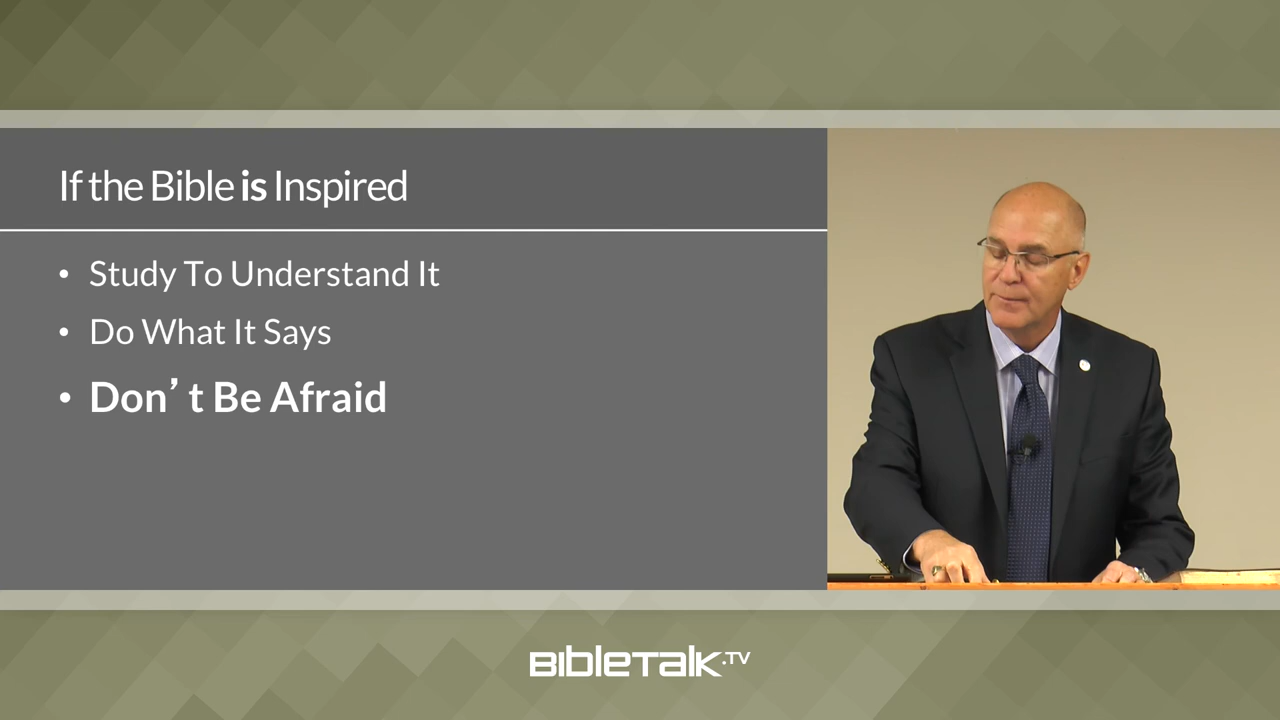 If the Bible is Inspired
• Study To Understand It
• Do What It Says
• Don’ t Be Afraid
BIBLETALK.TV